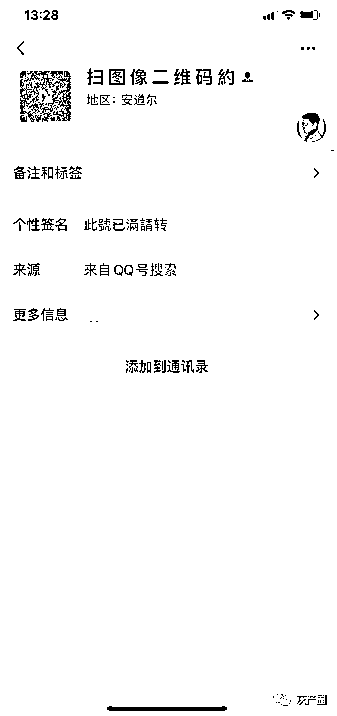 13:28
扫图像二维码約
地区：安道尔
备注和标签
个性签名 此號已滿請转
来源 来自QQ号搜索
更多信息
添加到通讯录
灰产圈